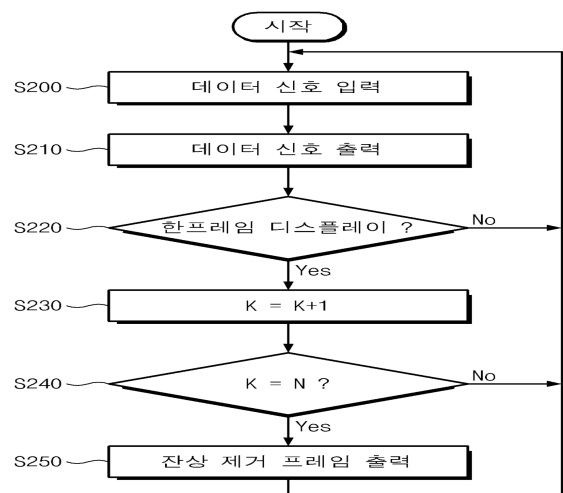 시작
S200 데이터 신호 입력
S210 데이터 신호 출력
S220 한프레임 디스플레이 ? No
Yes
S230 K = K+1
S240 K = N ? No
Yes
S250 잔상 제거 프레임 출력